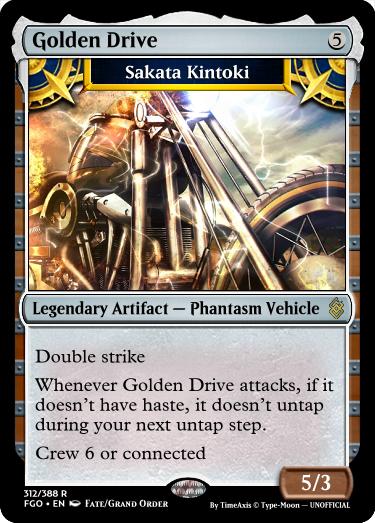 Golden Drive 5
Sakata Kintoki
Legendary Artifact — Phantasm Vehicle
Double strike
Whenever Golden Drive attacks, if it
doesn't have haste, it doesn't untap
during your next untap step.
Crew 6 or connected
5/3
312/388 R
FGO • EN Fate/Grand Order
By TimeAxis © Type-Moon — UNOFFICIAL